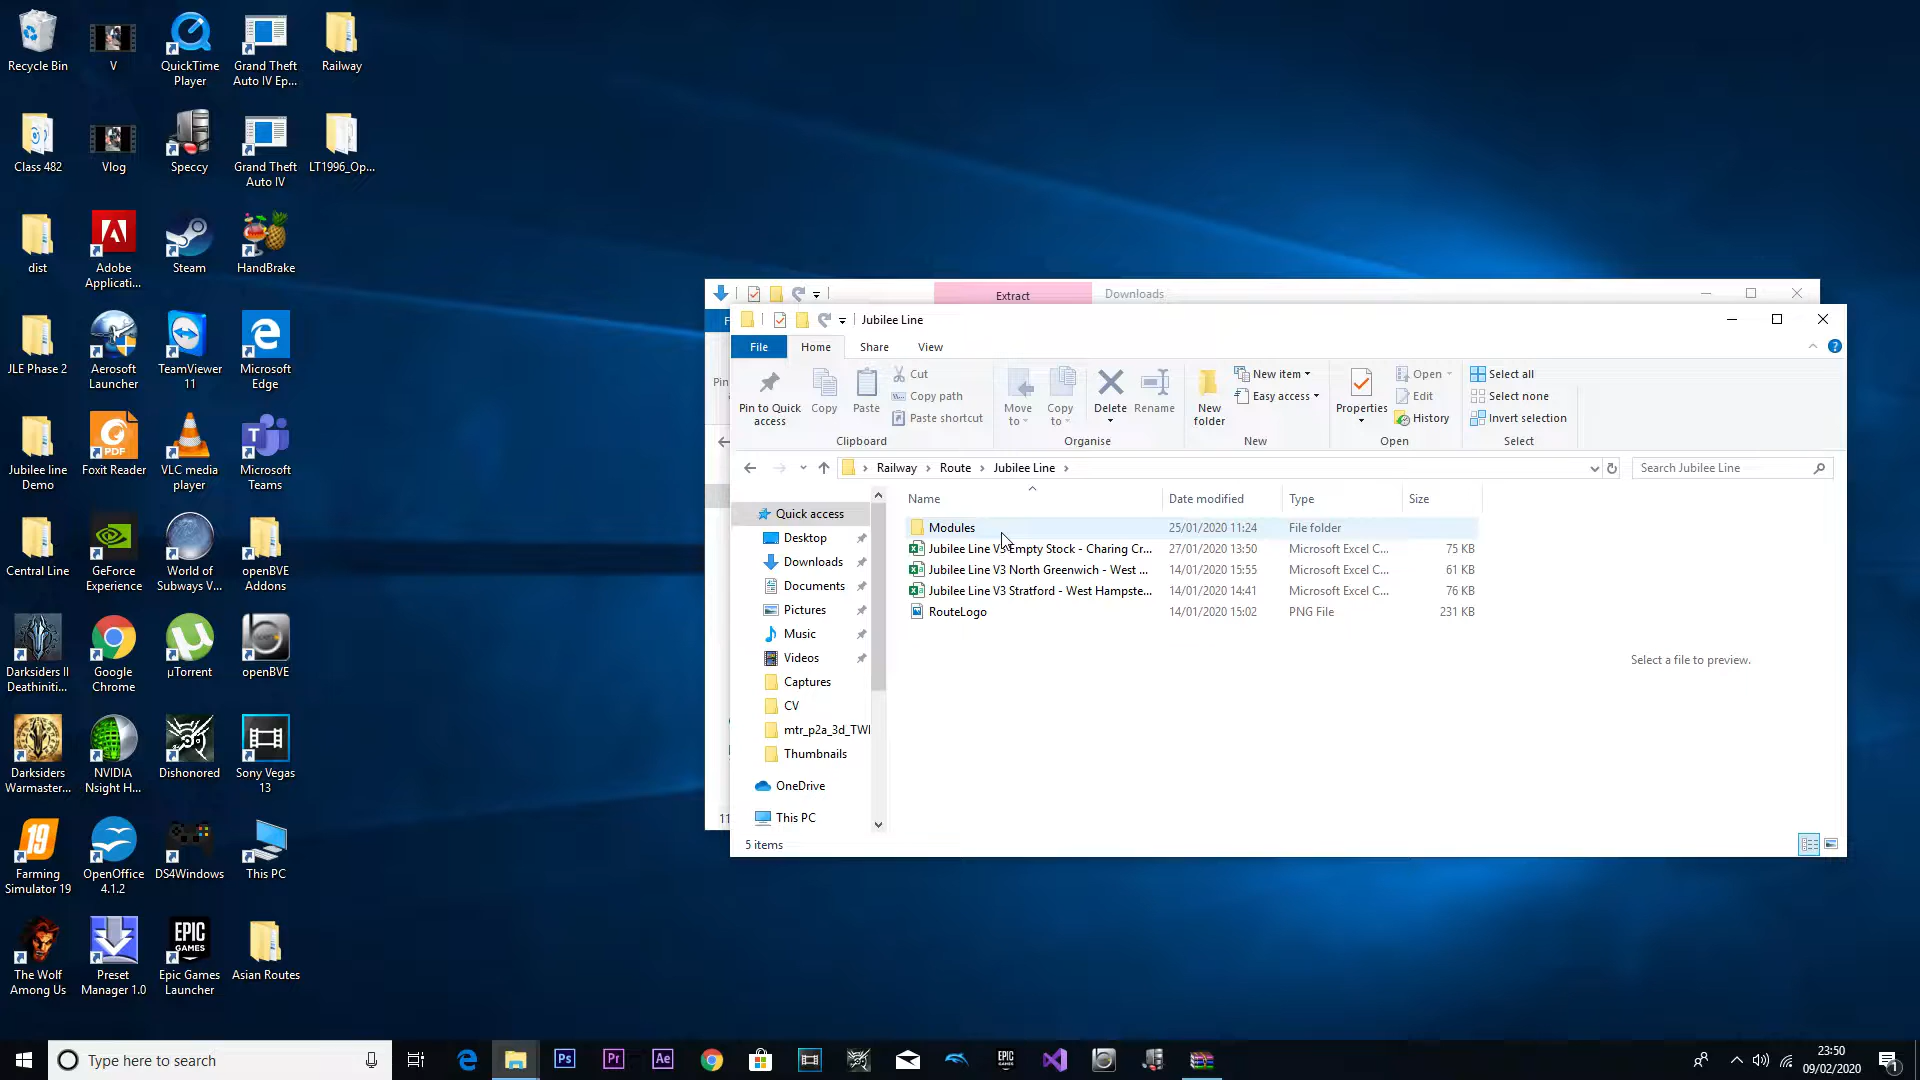 Recycle Bin
V
QuickTime
Player
Grand Theft
Auto IV Ep...
Railway
Class 482
Vlog
Speccy
Grand Theft
Auto IV
LT1996_Op...
dist
Adobe
Applicati...
Steam
HandBrake
JLE Phase 2
Aerosoft
Launcher
TeamViewer
11
Microsoft
Edge
Jubilee line
Demo
Foxit Reader
PDF
VLC media
player
Microsoft
Teams
Central Line
GeForce
Experience
World of
Subways V...
openBVE
Addons
Darksiders II
Deathiniti...
Google
Chrome
µTorrent
openBVE
Darksiders
Warmaster...
NVIDIA
Nsight H...
Dishonored
Sony Vegas
13
19
Farming
Simulator 19
OpenOffice
4.1.2
DS4Windows
This PC
The Wolf
Among Us
Preset
Manager 1.0
EPIC
GAMES
Epic Games
Launcher
Asian Routes
Extract
Downloads
Pin
11
Jubilee Line
File
Home
Share
View
Pin to Quick
access
Copy
Paste
Cut
Copy path
Paste shortcut
Clipboard
Move
to
Copy
to
Delete
Rename
Organise
New
folder
New item
Easy access
New
Properties
Open
Edit
History
Open
Select all
Select none
Invert selection
Select
Railway › Route › Jubilee Line ›
Search Jubilee Line
Quick access
Desktop
Downloads
Documents
Pictures
Music
Videos
Captures
CV
mtr_p2a_3d_TWI
Thumbnails
OneDrive
This PC
Name Date modified Type Size
Modules 25/01/2020 11:24 File folder
Jubilee Line V3 Empty Stock - Charing Cr... 27/01/2020 13:50 Microsoft Excel C... 75 KB
Jubilee Line V3 North Greenwich - West ... 14/01/2020 15:55 Microsoft Excel C... 61 KB
Jubilee Line V3 Stratford - West Hampste... 14/01/2020 14:41 Microsoft Excel C... 76 KB
RouteLogo 14/01/2020 15:02 PNG File 231 KB
Select a file to preview.
5 items
Type here to search
Ps
Pr
Ae
EPIC
23:50
09/02/2020
1